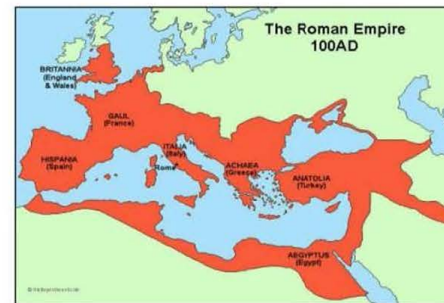 The Roman Empire
100AD
BRITANNIA
(England
& Wales)
GAUL
(France)
ITALIA
(Italy)
Rome
HISPANIA
(Spain)
ACHAEA
(Greece)
ANATOLIA
(Turkey)
AEGYPTUS
(Egypt)